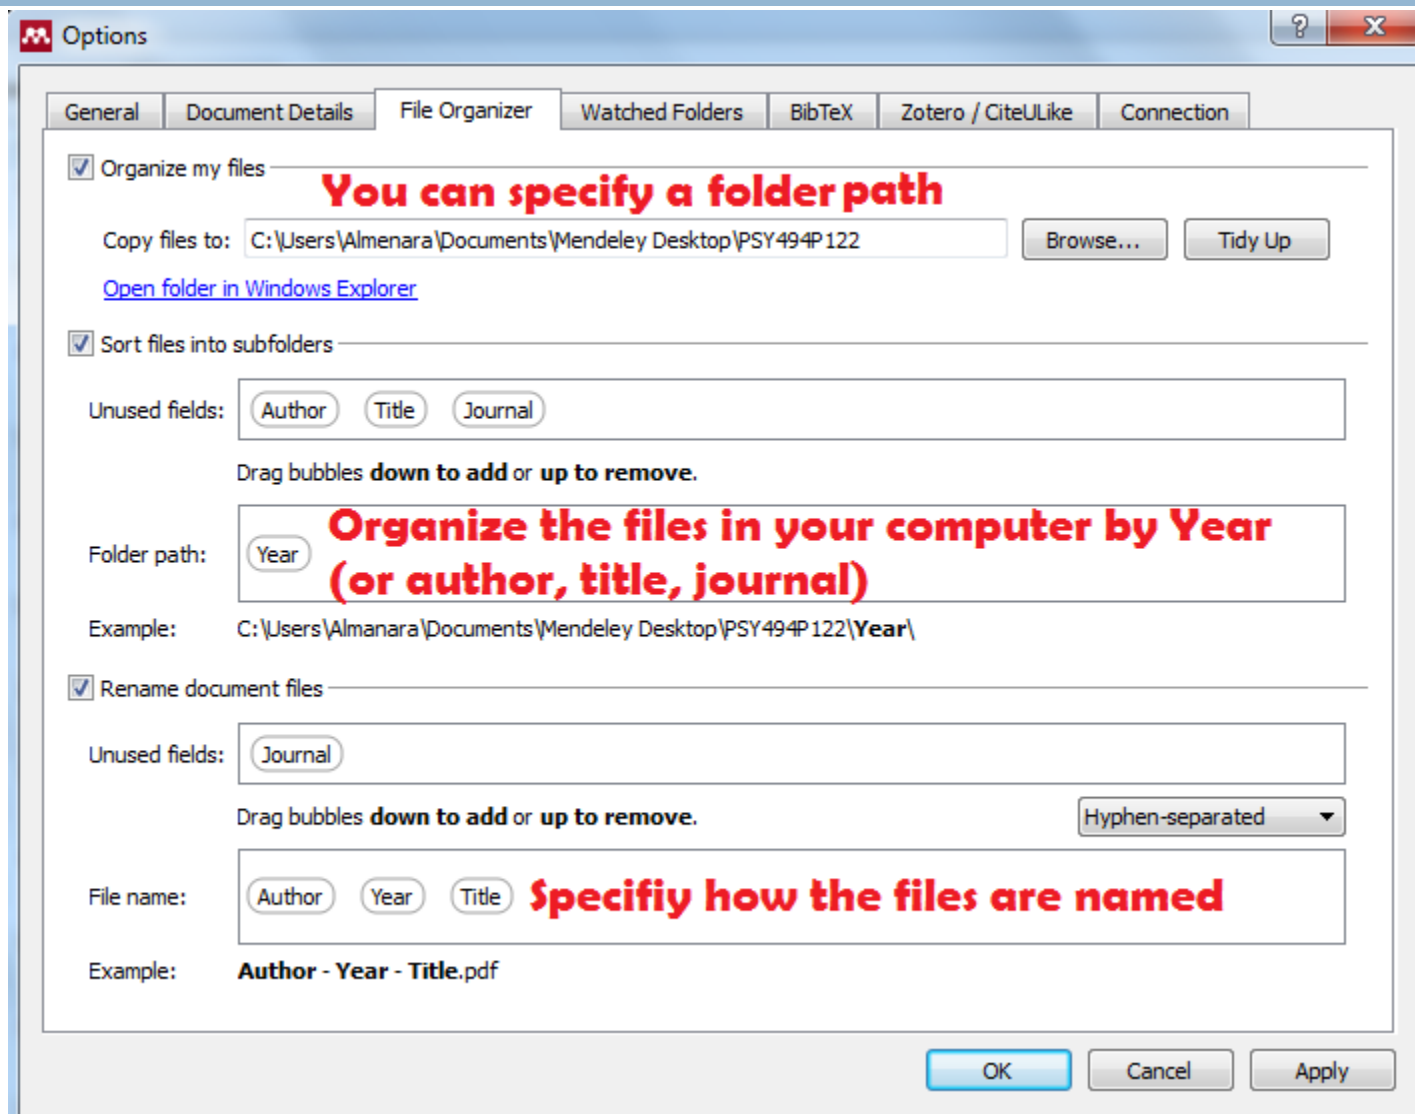 Options
General Document Details File Organizer Watched Folders BibTeX Zotero / CiteULike Connection
Organize my files
You can specify a folder path
Copy files to: C:\Users\Almenara\Documents\Mendeley Desktop\PSY494P122 Browse... Tidy Up
Open folder in Windows Explorer
Sort files into subfolders
Unused fields: Author Title Journal
Drag bubbles down to add or up to remove.
Organize the files in your computer by Year
Folder path: Year
(or author, title, journal)
Example: C:\Users\Almanara\Documents\Mendeley Desktop\PSY494P122\Year\
Rename document files
Unused fields: Journal
Drag bubbles down to add or up to remove. Hyphen-separated
File name: Author Year Title Specifiy how the files are named
Example: Author - Year - Title.pdf
OK Cancel Apply